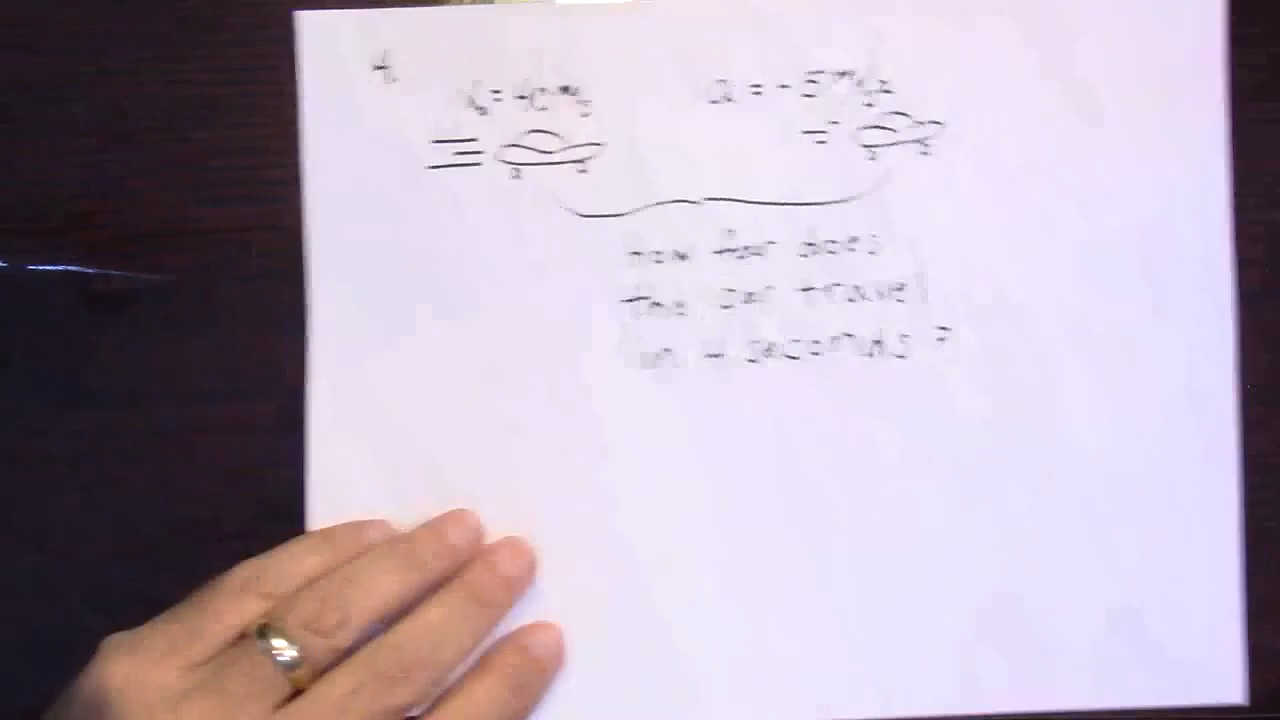 V₀ = 40 m/s
a = -5 m/s²
How far does
the car travel
in 4 seconds?